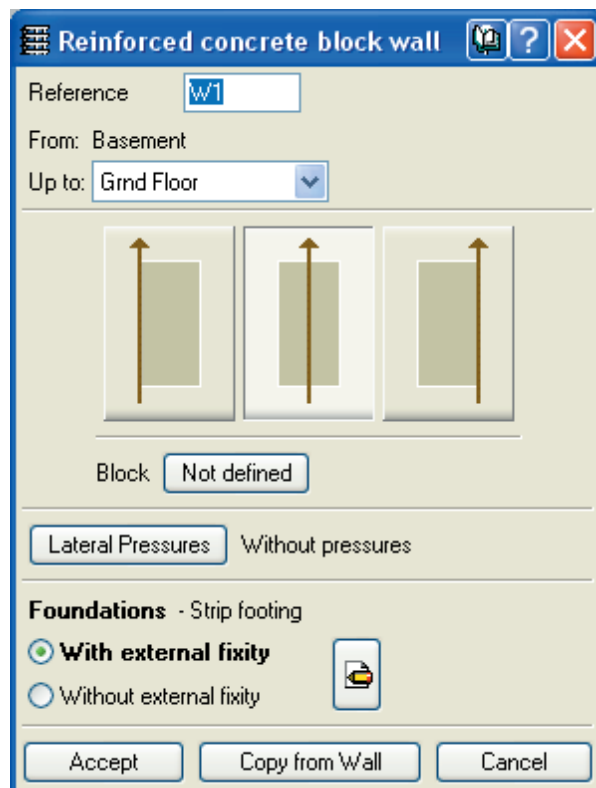 Reinforced concrete block wall ?
Reference W1
From: Basement
Up to: Grnd Floor
Block Not defined
Lateral Pressures Without pressures
Foundations - Strip footing
With external fixity
Without external fixity
Accept Copy from Wall Cancel